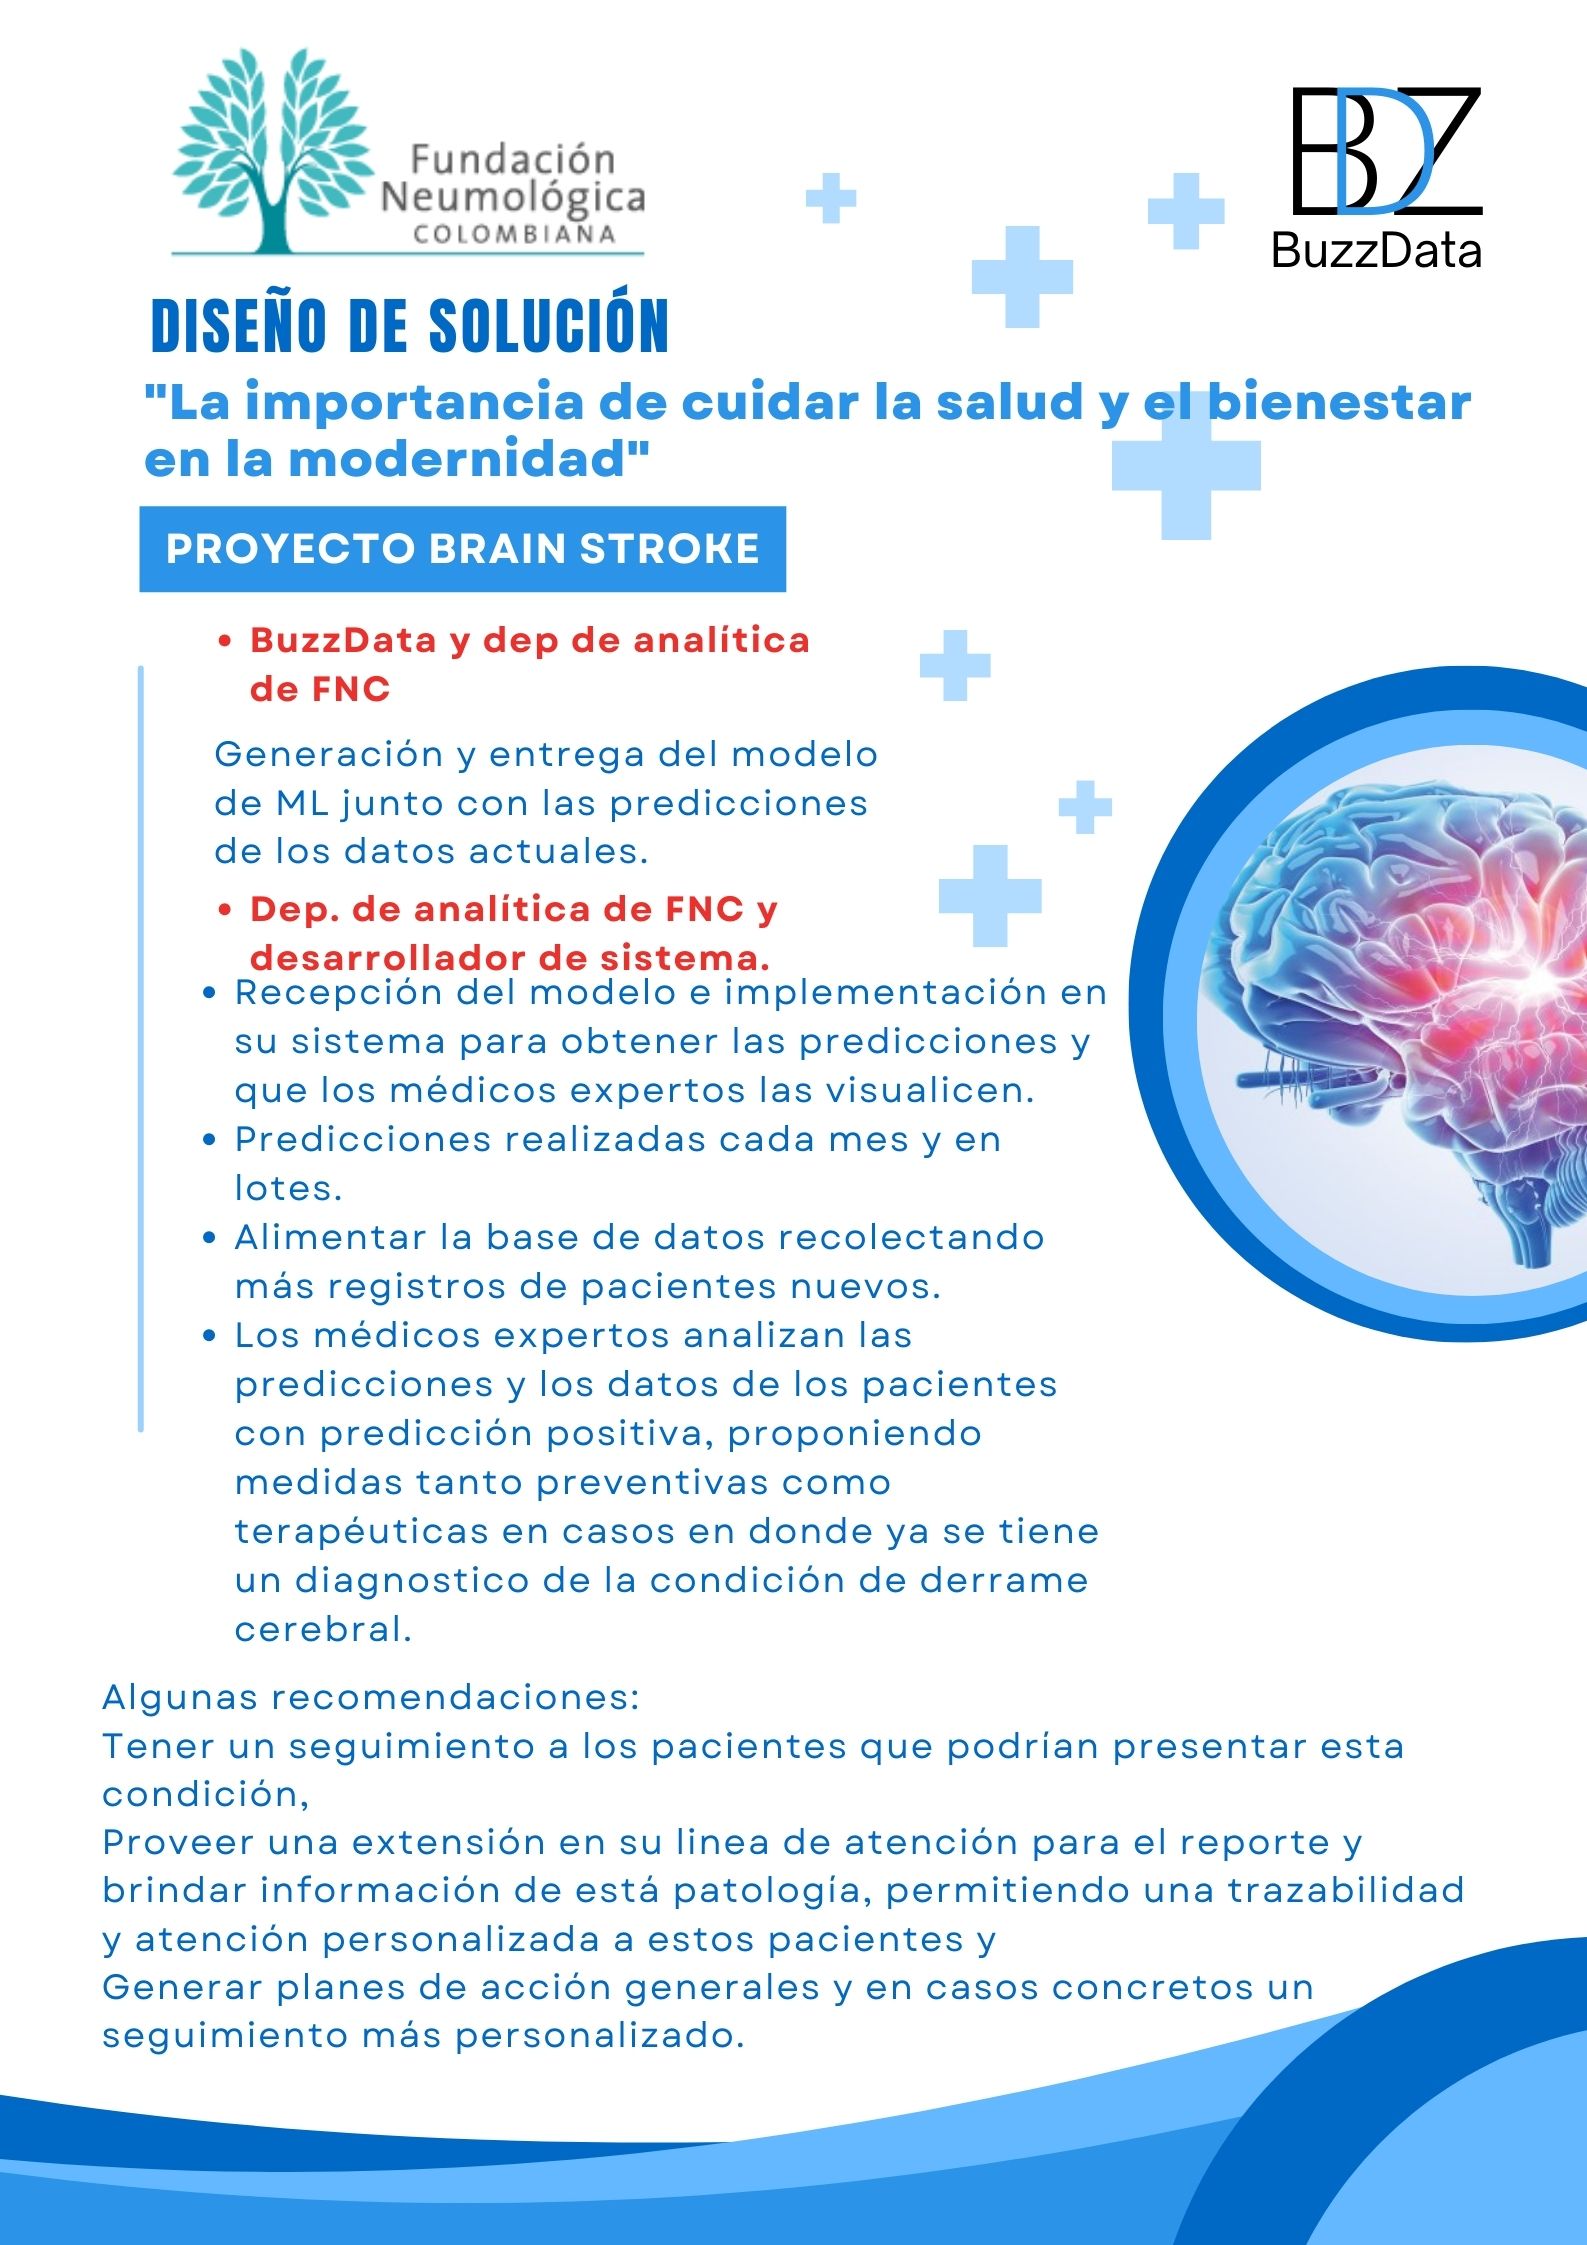 Fundación
Neumológica
COLOMBIANA
BDZ
BuzzData
DISEÑO DE SOLUCIÓN
"La importancia de cuidar la salud y el bienestar
en la modernidad"
PROYECTO BRAIN STROKE
• BuzzData y dep de analítica
de FNC
Generación y entrega del modelo
de ML junto con las predicciones
de los datos actuales.
• Dep. de analítica de FNC y
desarrollador de sistema.
• Recepción del modelo e implementación en
su sistema para obtener las predicciones y
que los médicos expertos las visualicen.
• Predicciones realizadas cada mes y en
lotes.
• Alimentar la base de datos recolectando
más registros de pacientes nuevos.
• Los médicos expertos analizan las
predicciones y los datos de los pacientes
con predicción positiva, proponiendo
medidas tanto preventivas como
terapéuticas en casos en donde ya se tiene
un diagnostico de la condición de derrame
cerebral.
Algunas recomendaciones:
Tener un seguimiento a los pacientes que podrían presentar esta
condición,
Proveer una extensión en su linea de atención para el reporte y
brindar información de está patología, permitiendo una trazabilidad
y atención personalizada a estos pacientes y
Generar planes de acción generales y en casos concretos un
seguimiento más personalizado.